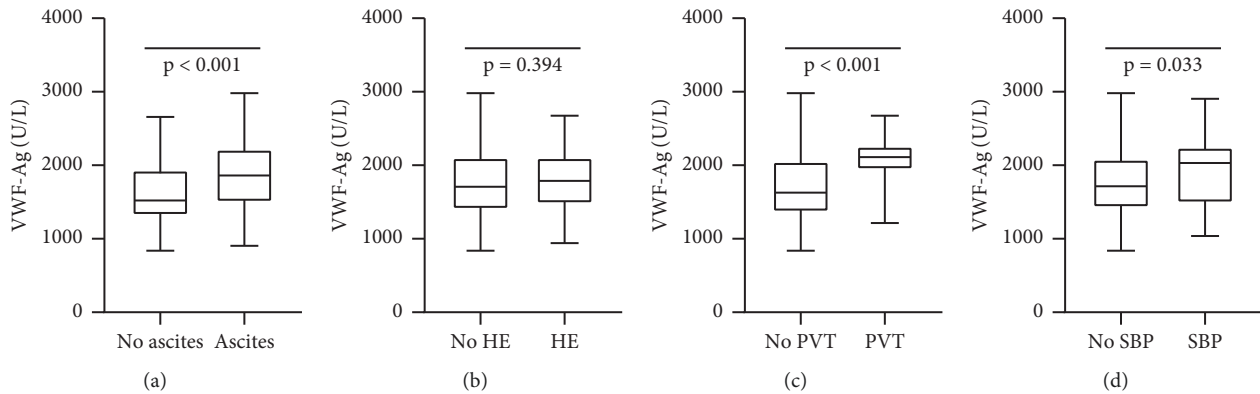 4000
3000
2000
1000
0
VWF-Ag (U/L)
p < 0.001
No ascites Ascites
(a)
4000
3000
2000
1000
0
VWF-Ag (U/L)
p = 0.394
No HE HE
(b)
4000
3000
2000
1000
0
VWF-Ag (U/L)
p < 0.001
No PVT PVT
(c)
4000
3000
2000
1000
0
VWF-Ag (U/L)
p = 0.033
No SBP SBP
(d)